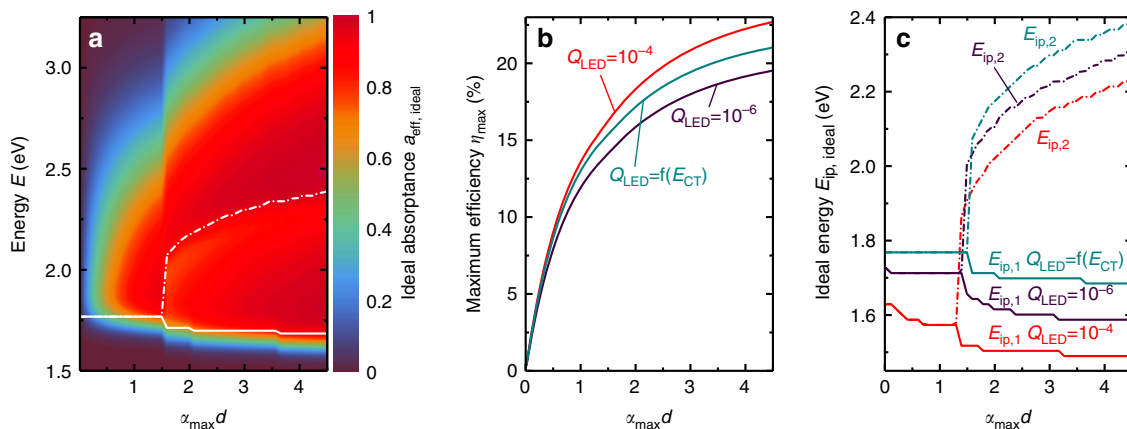 a
Energy E (eV)
3.0
2.5
2.0
1.5
1
2
3
4
α_max d
1
0.8
0.6
0.4
0.2
0
Ideal absorptance a_eff, ideal
b
Maximum efficiency η_max (%)
20
15
10
5
0
0
1
2
3
4
α_max d
Q_LED=10⁻⁴
Q_LED=10⁻⁶
Q_LED=f(E_CT)
c
Ideal energy E_ip, ideal (eV)
2.4
2.2
2.0
1.8
1.6
0
1
2
3
4
α_max d
E_ip,2
E_ip,2
E_ip,2
E_ip,1 Q_LED=f(E_CT)
E_ip,1 Q_LED=10⁻⁶
E_ip,1 Q_LED=10⁻⁴